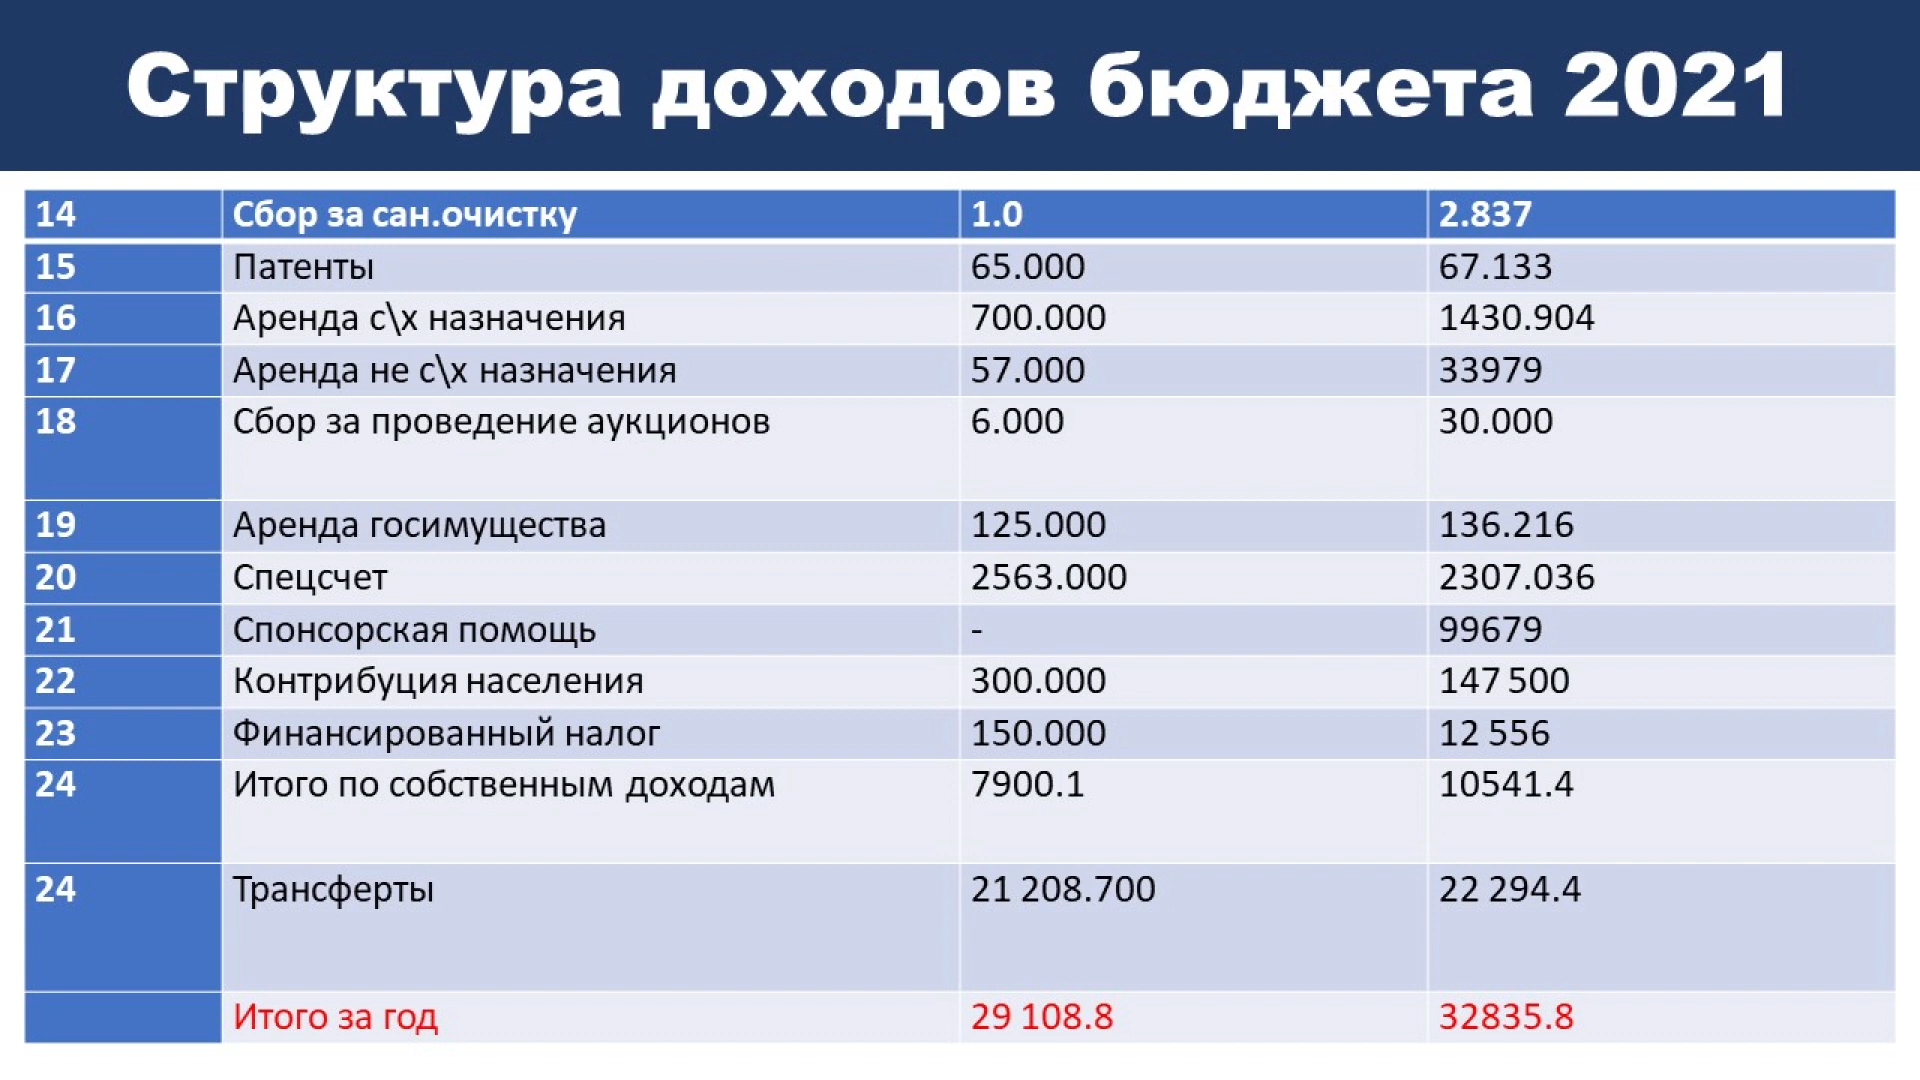 Структура доходов бюджета 2021
14 Сбор за сан.очистку 1.0 2.837
15 Патенты 65.000 67.133
16 Аренда с\х назначения 700.000 1430.904
17 Аренда не с\х назначения 57.000 33979
18 Сбор за проведение аукционов 6.000 30.000
19 Аренда госимущества 125.000 136.216
20 Спецсчет 2563.000 2307.036
21 Спонсорская помощь - 99679
22 Контрибуция населения 300.000 147 500
23 Финансированный налог 150.000 12 556
24 Итого по собственным доходам 7900.1 10541.4
24 Трансферты 21 208.700 22 294.4
Итого за год 29 108.8 32835.8